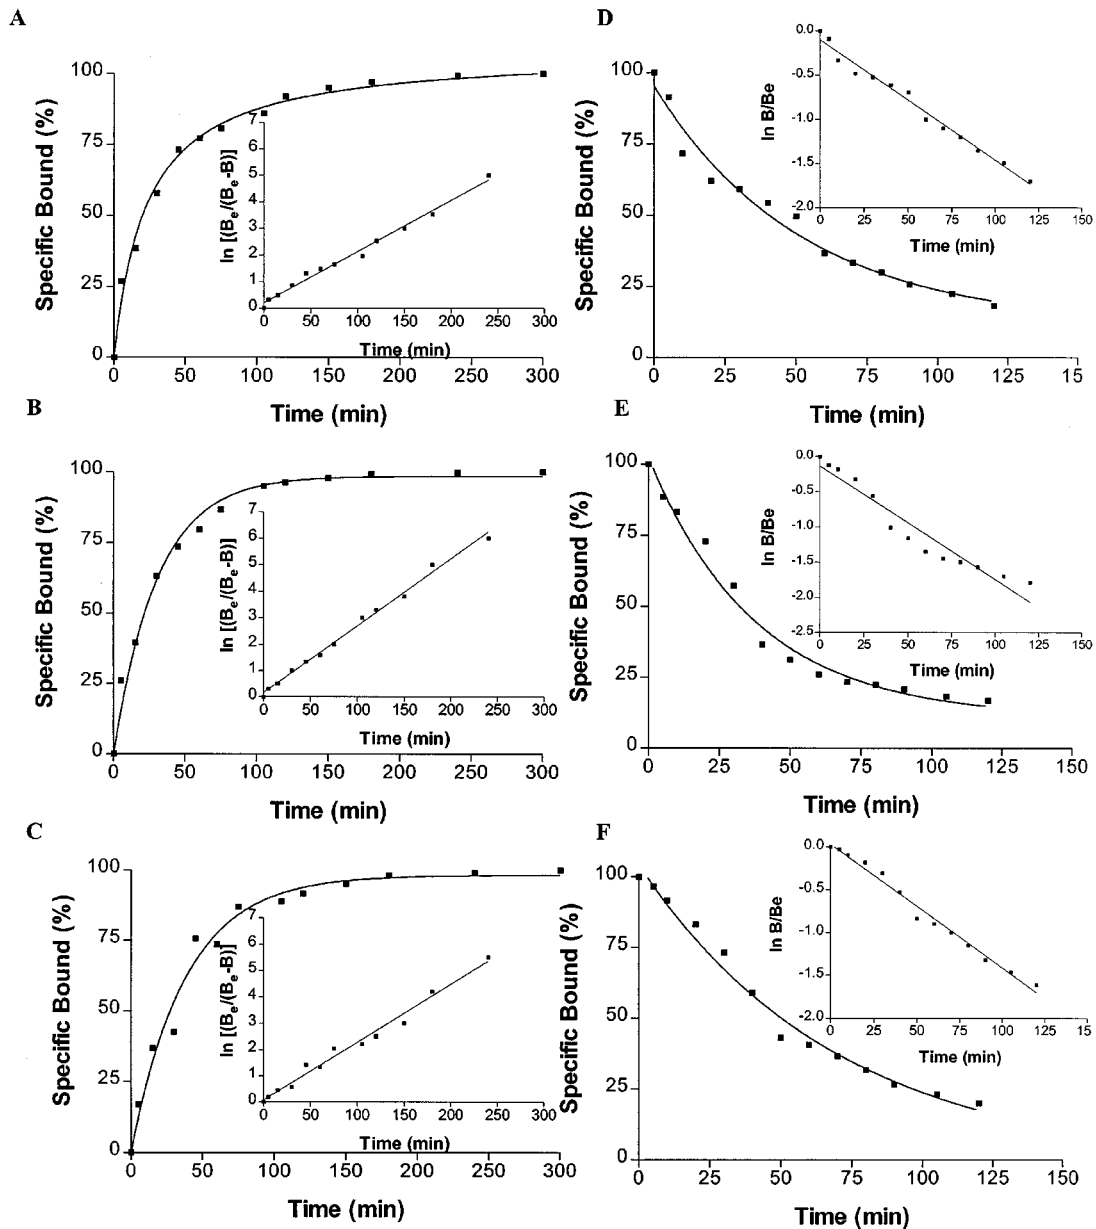 A
Specific Bound (%)
100
75
50
25
0
0 50 100 150 200 250 300
Time (min)
ln [(Be/(Be-B)]
7
6
5
4
3
2
1
0
0 50 100 150 200 250 300
Time (min)
D
Specific Bound (%)
100
75
50
25
0
0 25 50 75 100 125 15
Time (min)
ln B/Be
0.0
-0.5
-1.0
-1.5
-2.0
0 25 50 75 100 125 150
Time (min)
B
Specific Bound (%)
100
75
50
25
0
0 50 100 150 200 250 300
Time (min)
ln [(Be/(Be-B)]
7
6
5
4
3
2
1
0
0 50 100 150 200 250 300
Time (min)
E
Specific Bound (%)
100
75
50
25
0
0 25 50 75 100 125 150
Time (min)
ln B/Be
0.0
-0.5
-1.0
-1.5
-2.0
-2.5
0 25 50 75 100 125 150
Time (min)
C
Specific Bound (%)
100
75
50
25
0
0 50 100 150 200 250 300
Time (min)
ln [(Be/(Be-B)]
7
6
5
4
3
2
1
0
0 50 100 150 200 250 300
Time (min)
F
Specific Bound (%)
100
75
50
25
0
0 25 50 75 100 125 150
Time (min)
ln B/Be
0.0
-0.5
-1.0
-1.5
-2.0
0 25 50 75 100 125 15
Time (min)